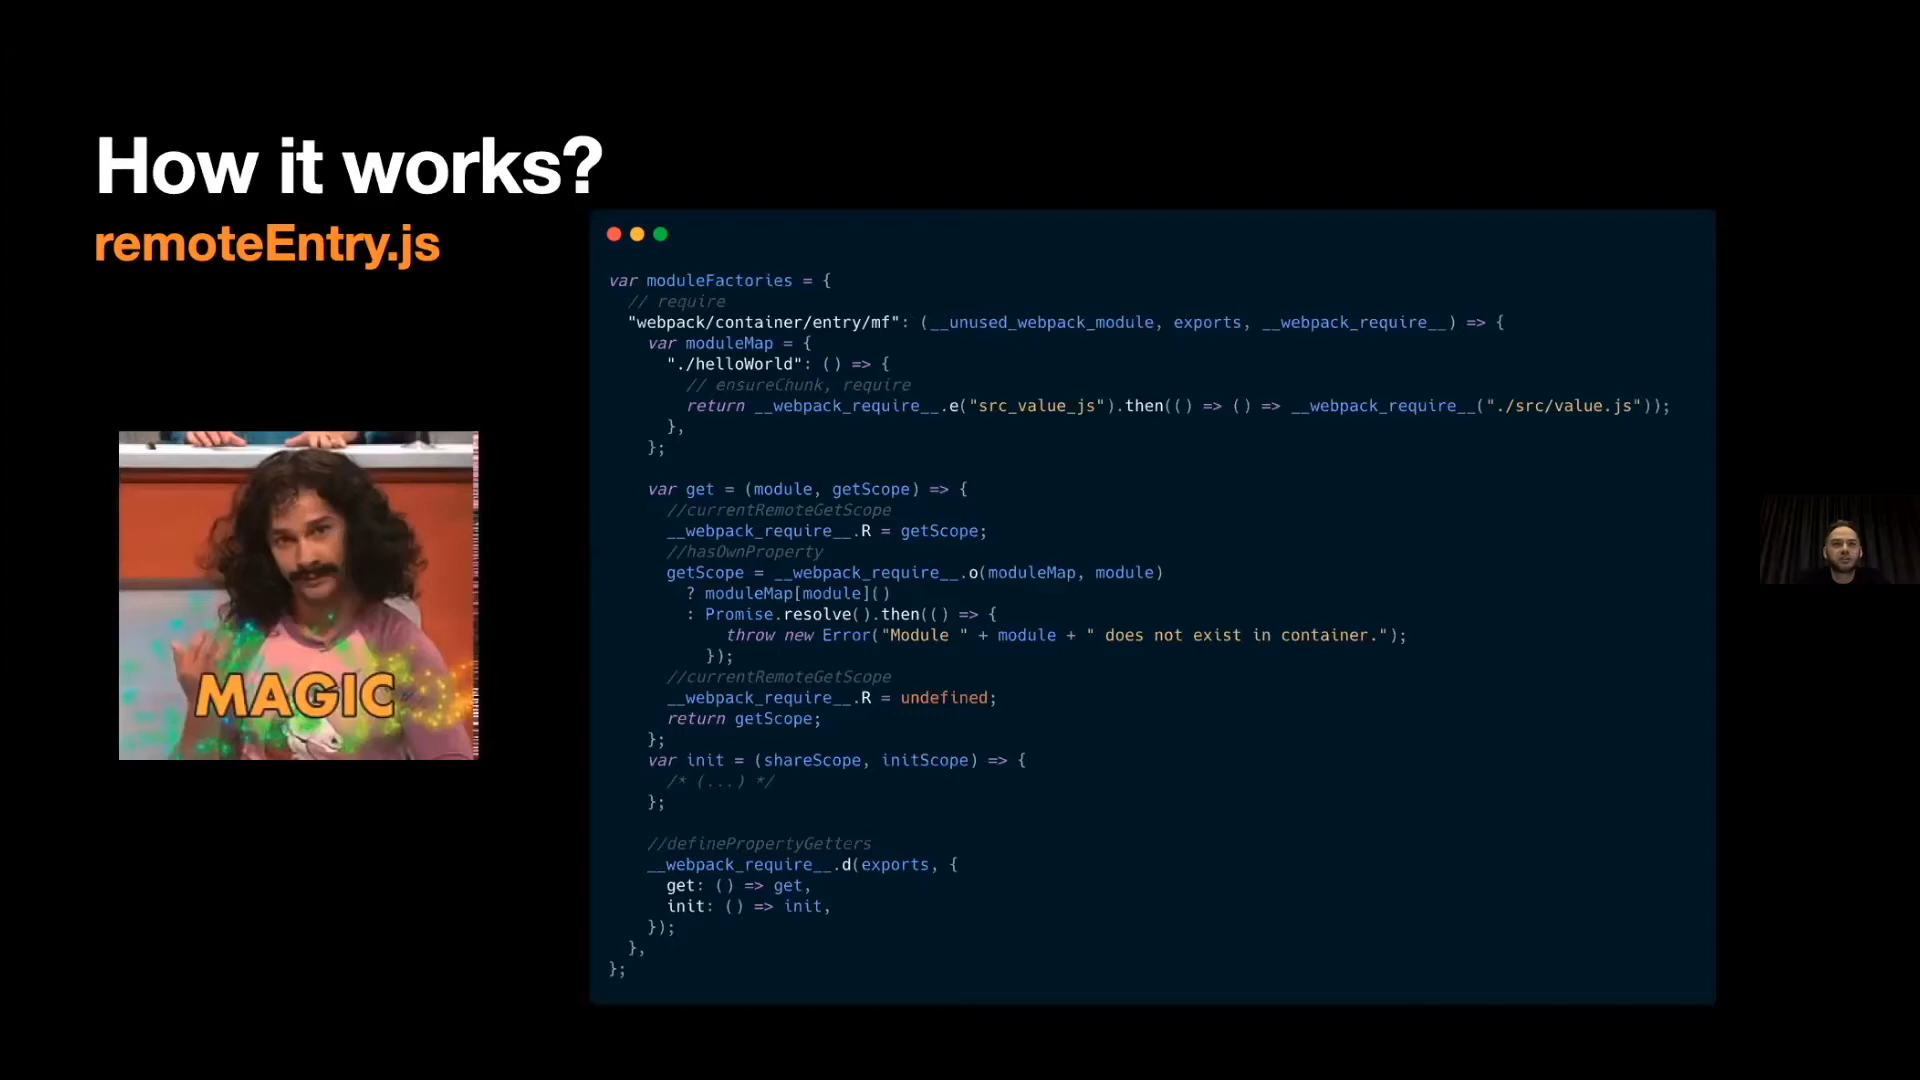 How it works?
remoteEntry.js
MAGIC
var moduleFactories = {
// require
"webpack/container/entry/mf": (__unused_webpack_module, exports, __webpack_require__) => {
var moduleMap = {
"./helloWorld": () => {
// ensureChunk, require
return __webpack_require__.e("src_value_js").then(() => () => __webpack_require__("./src/value.js"));
},
};
var get = (module, getScope) => {
//currentRemoteGetScope
__webpack_require__.R = getScope;
//hasOwnProperty
getScope = __webpack_require__.o(moduleMap, module)
? moduleMap[module]()
: Promise.resolve().then(() => {
throw new Error("Module " + module + " does not exist in container.");
});
//currentRemoteGetScope
__webpack_require__.R = undefined;
return getScope;
};
var init = (shareScope, initScope) => {
/* (...) */
};
//definePropertyGetters
__webpack_require__.d(exports, {
get: () => get,
init: () => init,
});
},
};